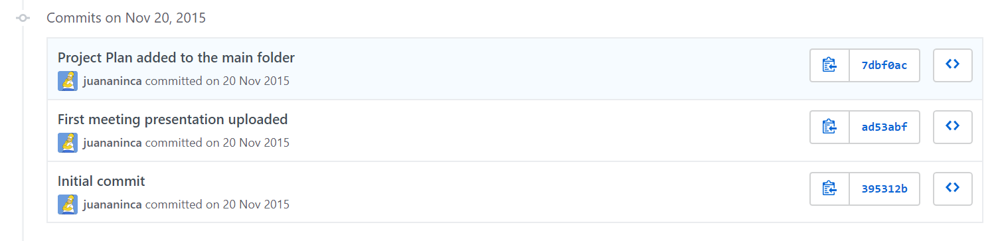 Commits on Nov 20, 2015
Project Plan added to the main folder
juananinca committed on 20 Nov 2015
7dbf0ac
First meeting presentation uploaded
juananinca committed on 20 Nov 2015
ad53abf
Initial commit
juananinca committed on 20 Nov 2015
395312b